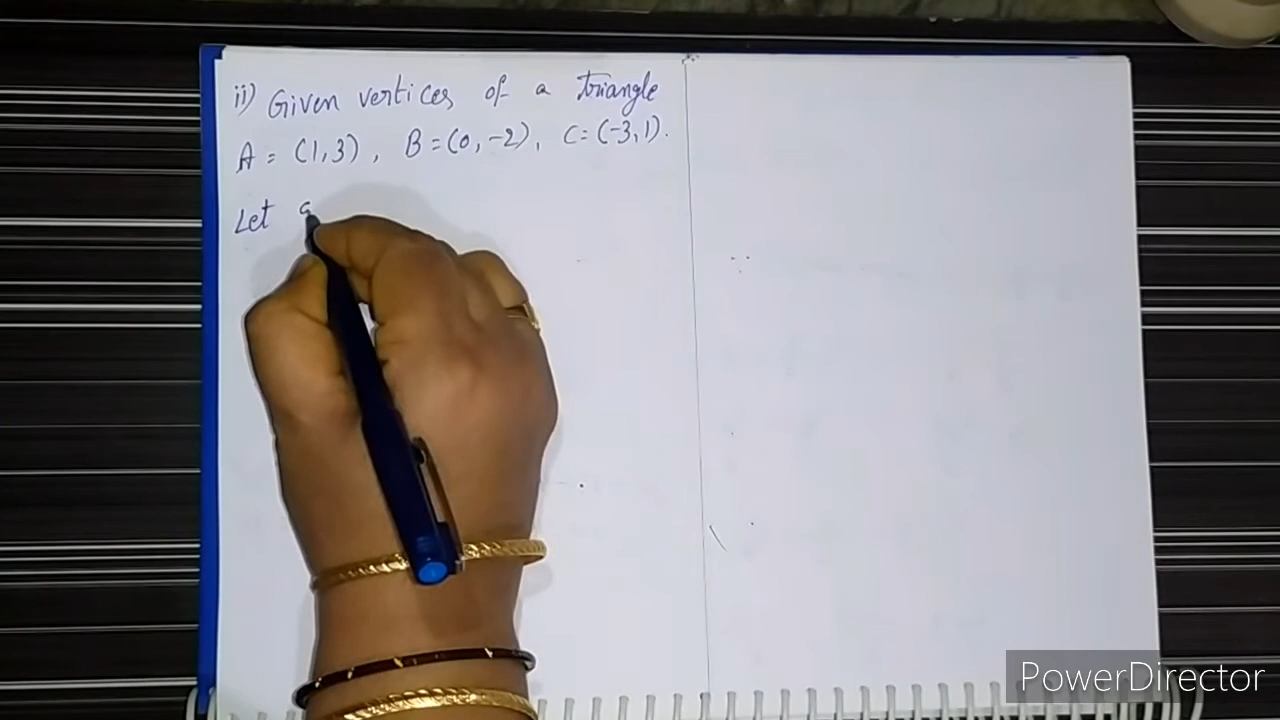 ii) Given vertices of a triangle
A = (1,3), B = (0,-2), C = (-3,1).
Let
PowerDirector